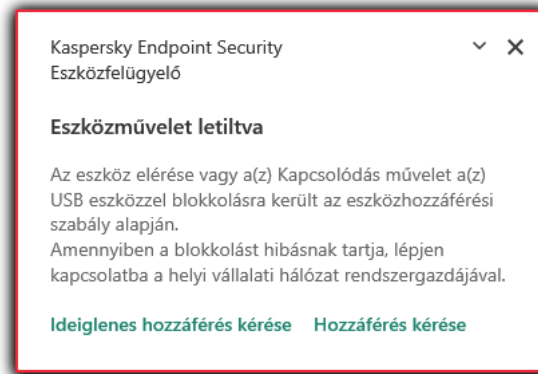 Kaspersky Endpoint Security
Eszközfelügyelő
Eszközművelet letiltva
Az eszköz elérése vagy a(z) Kapcsolódás művelet a(z)
USB eszközzel blokkolásra került az eszközhozzáférési
szabály alapján.
Amennyiben a blokkolást hibásnak tartja, lépjen
kapcsolatba a helyi vállalati hálózat rendszergazdájával.
Ideiglenes hozzáférés kérése Hozzáférés kérése